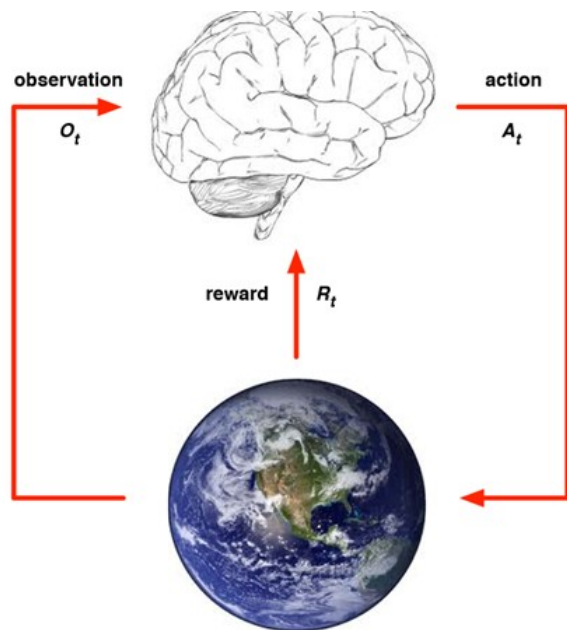 observation
O_t
action
A_t
reward
R_t